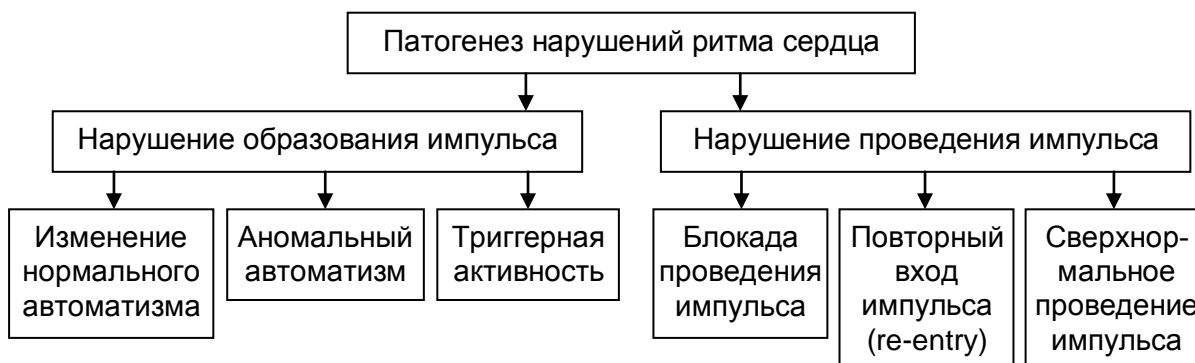 Патогенез нарушений ритма сердца
Нарушение образования импульса
Нарушение проведения импульса
Изменение
нормального
автоматизма
Аномальный
автоматизм
Триггерная
активность
Блокада
проведения
импульса
Повторный
вход
импульса
(re-entry)
Сверхнор-
мальное
проведение
импульса